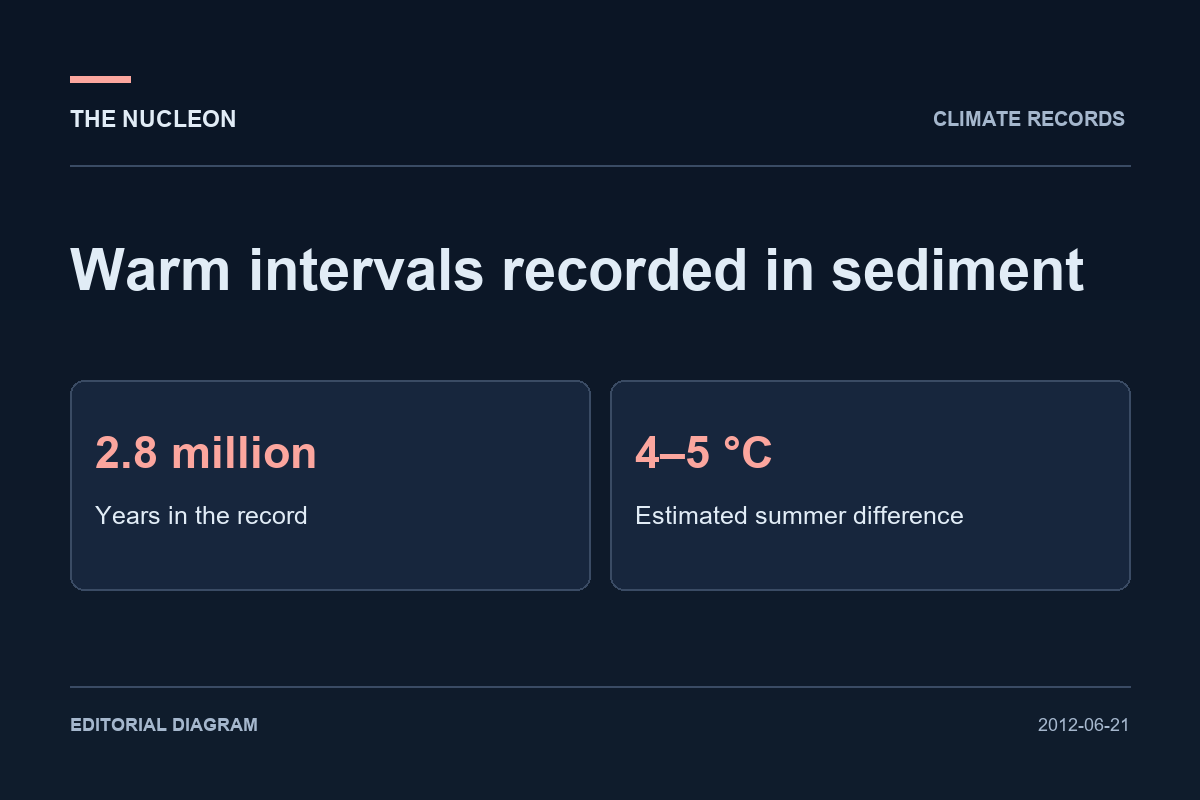 THE NUCLEON
CLIMATE RECORDS
Warm intervals recorded in sediment
2.8 million
Years in the record
4–5 °C
Estimated summer difference
EDITORIAL DIAGRAM
2012-06-21